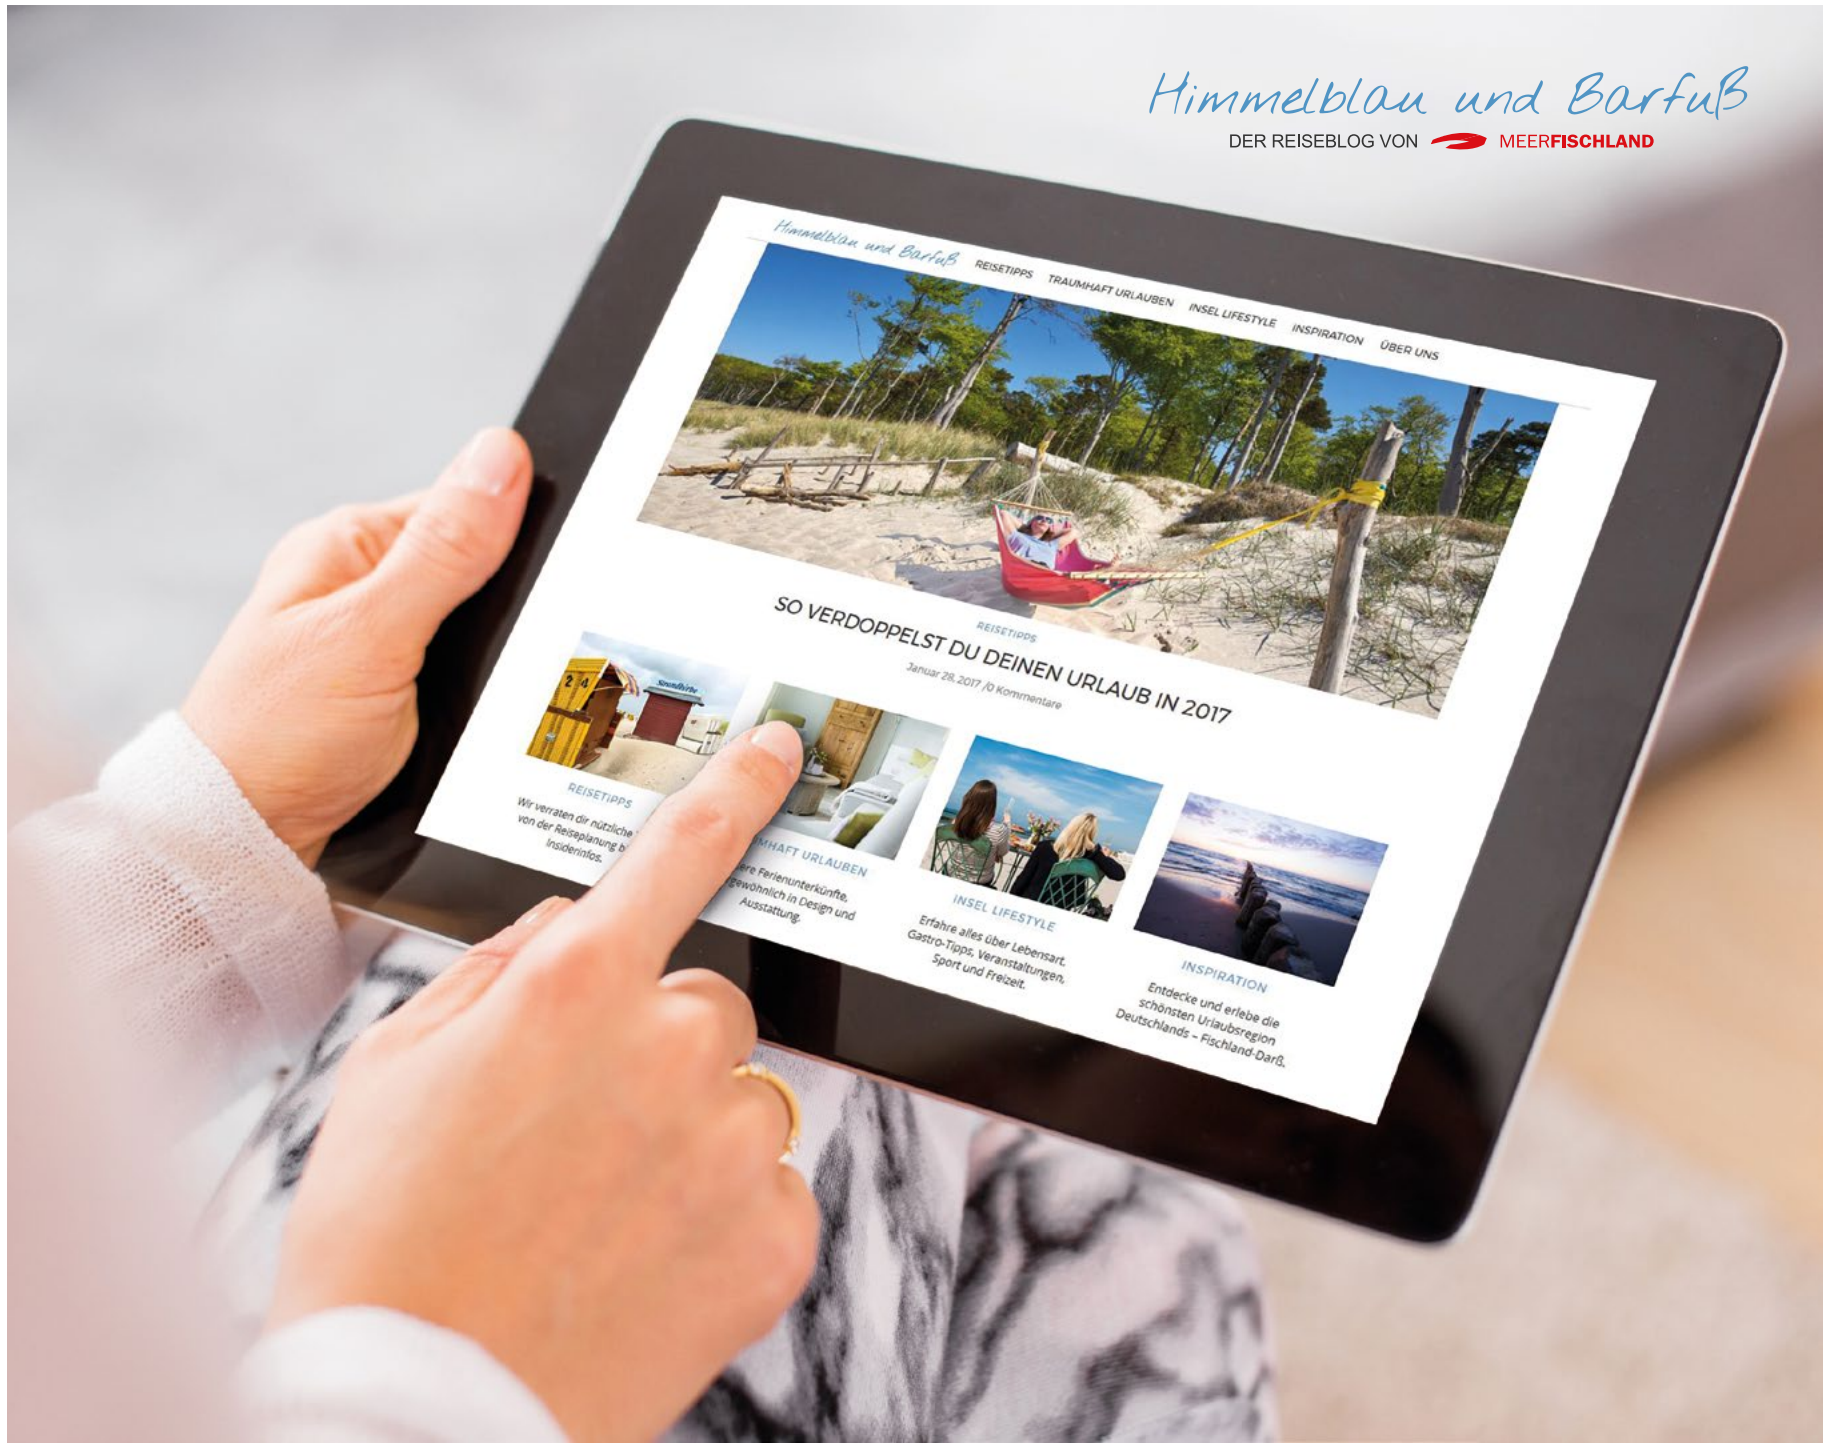 Himmelblau und Barfuß
DER REISEBLOG VON MEERFISCHLAND
Himmelblau und Barfuß REISETIPPS TRAUMHAFT URLAUBEN INSEL LIFESTYLE INSPIRATION ÜBER UNS
REISETIPPS
SO VERDOPPELST DU DEINEN URLAUB IN 2017
Januar 28, 2017 /0 Kommentare
24
Strandkörbe
REISETIPPS
Wir verraten dir nützliche
von der Reiseplanung
Insiderinfos.
URLAUBEN
Ferienunterkünfte,
in Design und
Ausstattung.
INSEL LIFESTYLE
Erfahre alles über Lebensart,
Gastro-Tipps, Veranstaltungen,
Sport und Freizeit.
INSPIRATION
Entdecke und erlebe die
schönsten Urlaubsregion
Deutschlands – Fischland-Darß.